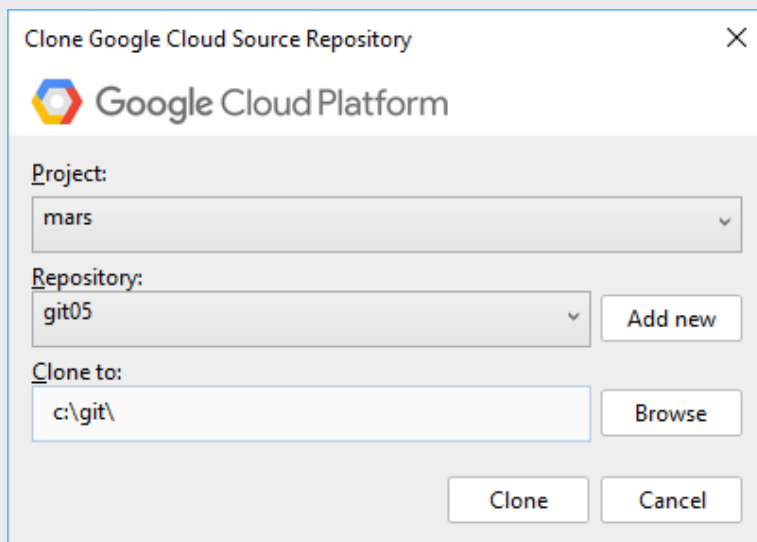 Clone Google Cloud Source Repository
Google Cloud Platform
Project:
mars
Repository:
git05
Add new
Clone to:
c:\git\
Browse
Clone
Cancel